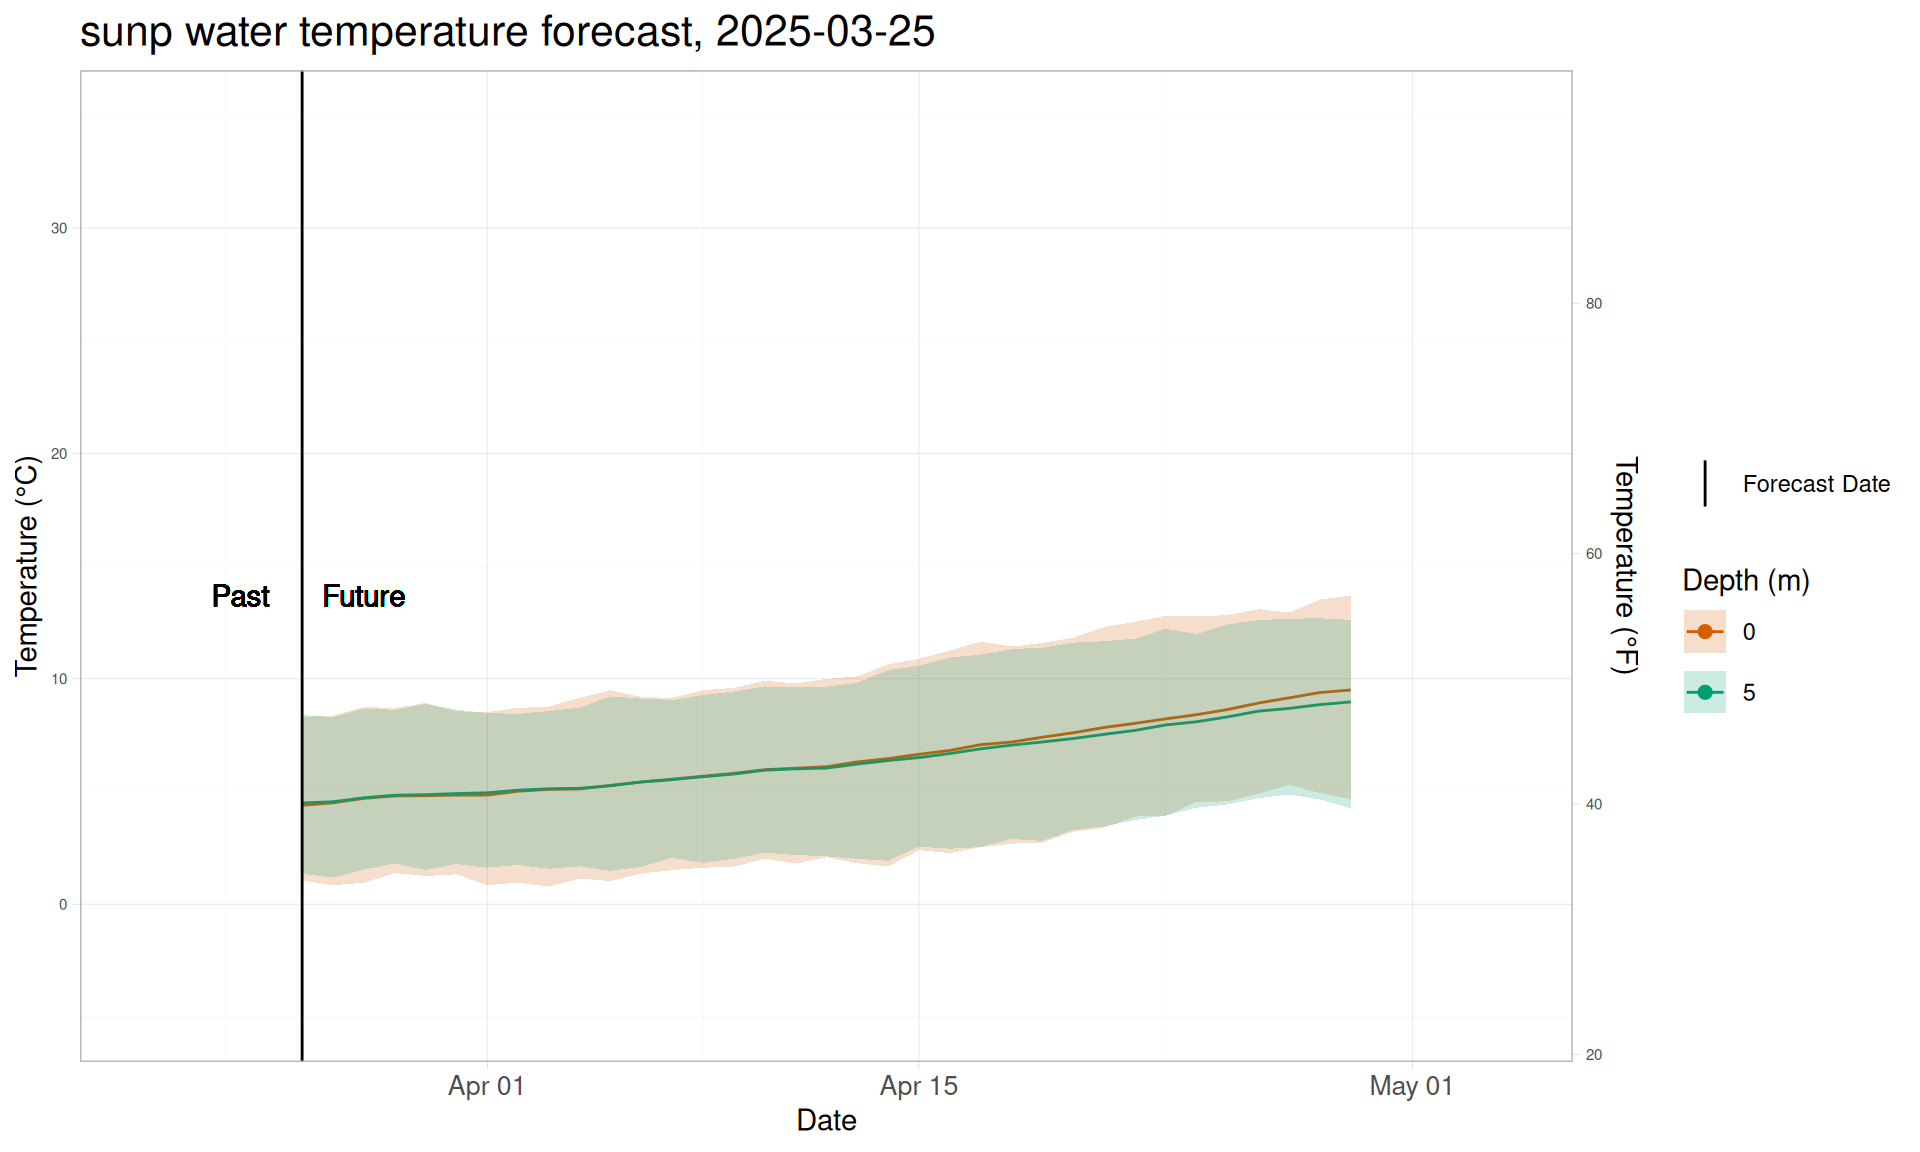 sunp water temperature forecast, 2025-03-25
Temperature (°C)
30
20
10
0
Past
Future
80
60
40
20
Temperature (°F)
Apr 01
Apr 15
May 01
Date
Forecast Date
Depth (m)
0
5